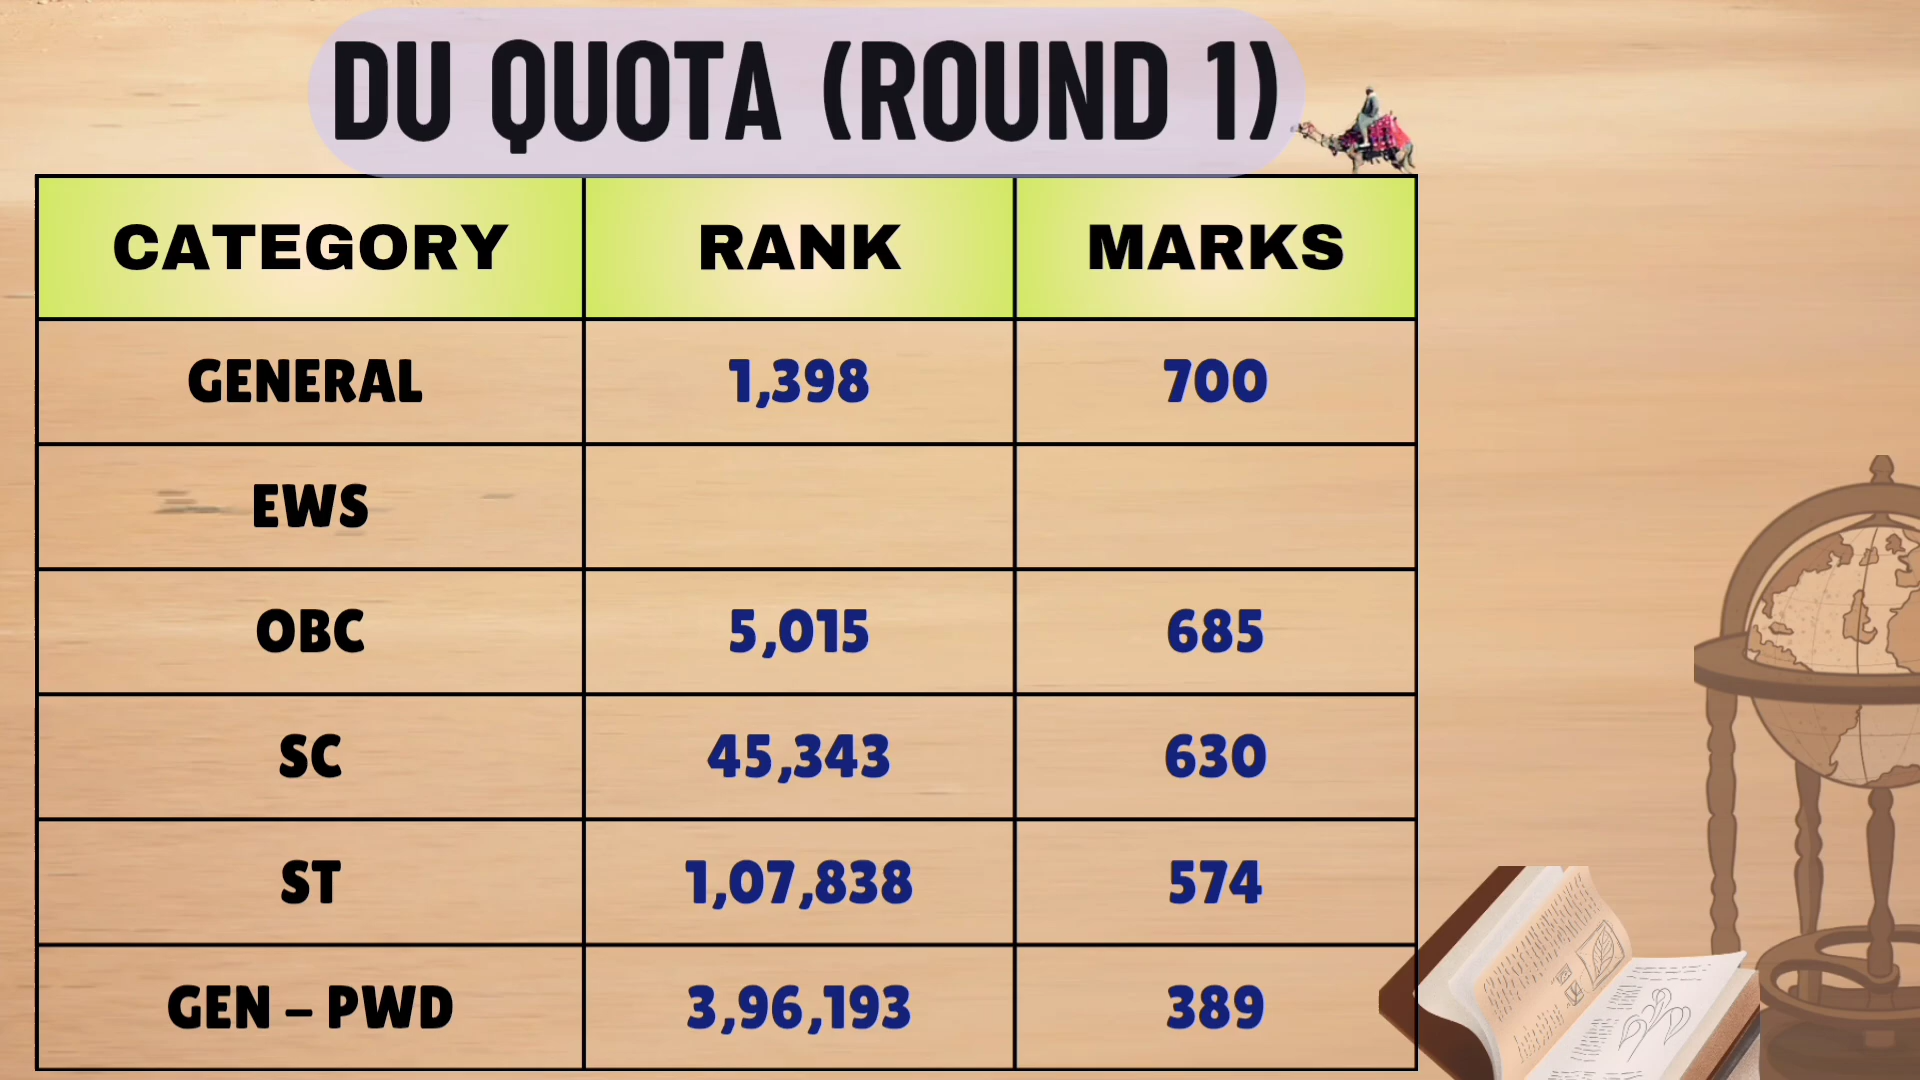 DU QUOTA (ROUND 1)
CATEGORY RANK MARKS
GENERAL 1,398 700
EWS
OBC 5,015 685
SC 45,343 630
ST 1,07,838 574
GEN – PWD 3,96,193 389